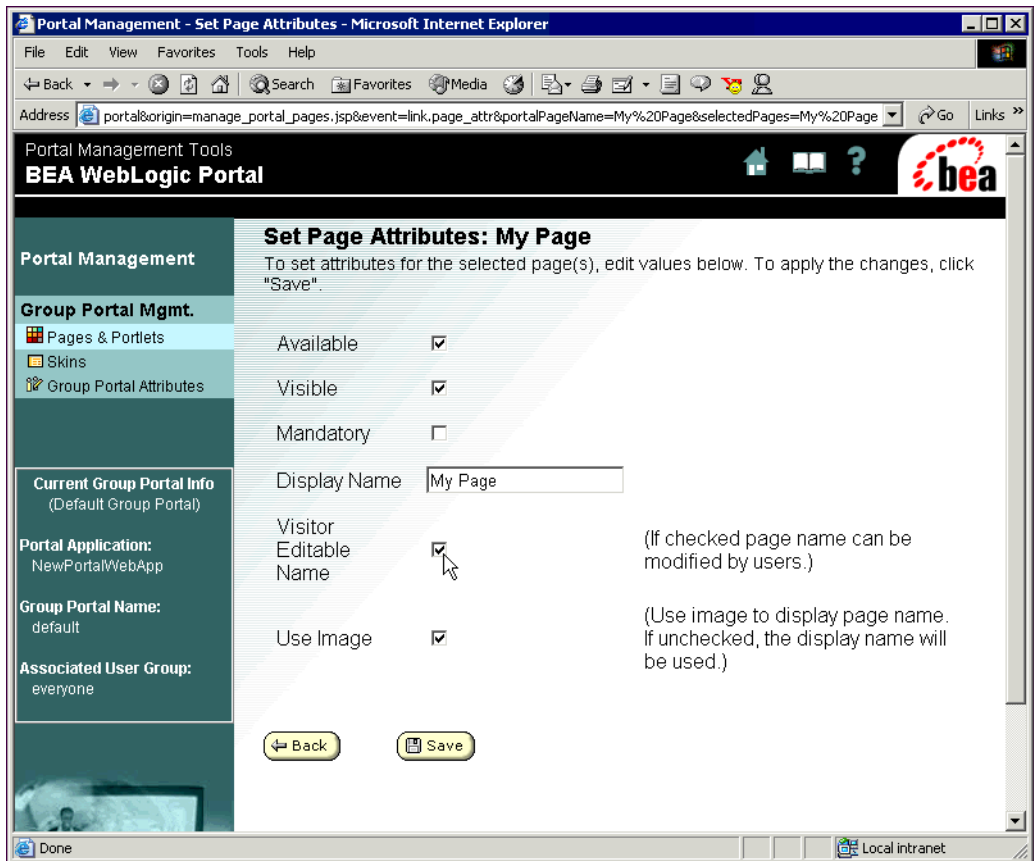 Portal Management - Set Page Attributes - Microsoft Internet Explorer
File Edit View Favorites Tools Help
Back Search Favorites Media
Address portal&origin=manage_portal_pages.jsp&event=link.page_attr&portalPageName=My%20Page&selectedPages=My%20Page Go Links »
Portal Management Tools
BEA WebLogic Portal
?
bea
Portal Management
Group Portal Mgmt.
Pages & Portlets
Skins
Group Portal Attributes
Current Group Portal Info
(Default Group Portal)
Portal Application:
NewPortalWebApp
Group Portal Name:
default
Associated User Group:
everyone
Set Page Attributes: My Page
To set attributes for the selected page(s), edit values below. To apply the changes, click
"Save".
Available
Visible
Mandatory
Display Name My Page
Visitor
Editable
Name
(If checked page name can be
modified by users.)
Use Image
(Use image to display page name.
If unchecked, the display name will
be used.)
Back Save
Done Local intranet